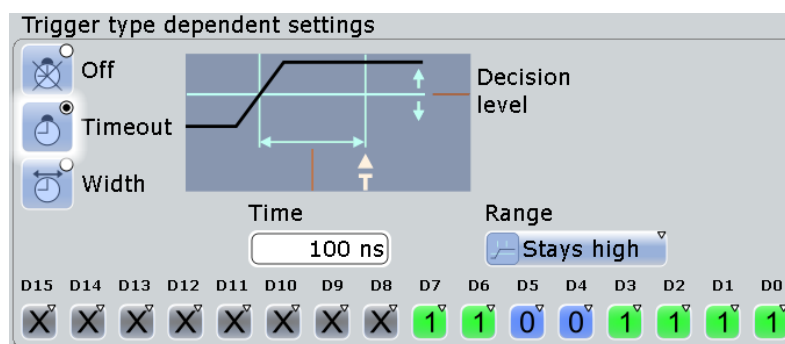 Trigger type dependent settings
Off
Timeout
Width
Decision
level
T
Time
Range
100 ns
Stays high
D15 D14 D13 D12 D11 D10 D9 D8 D7 D6 D5 D4 D3 D2 D1 D0
X X X X X X X X 1 1 0 0 1 1 1 1